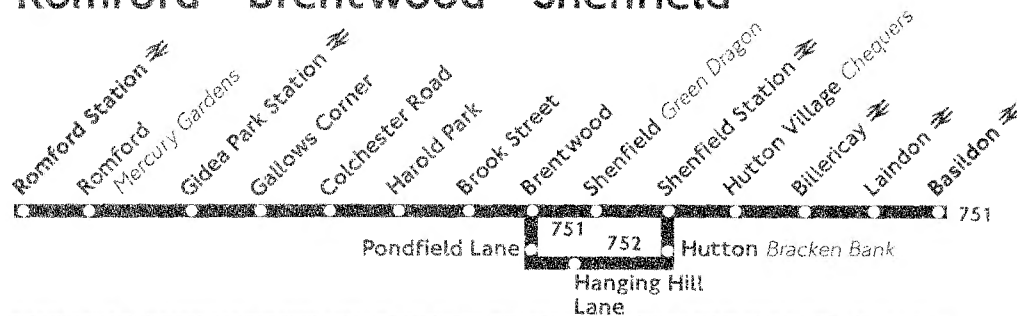 Romford - Brentwood - Shenfield
Romford Station
Romford
Mercury Gardens
Gidea Park Station
Gallows Corner
Colchester Road
Harold Park
Brook Street
Brentwood
Shenfield Green Dragon
Shenfield Station
Hutton Village Chequers
Billericay
Laindon
Basildon
751
751
752
Pondfield Lane
Hutton Bracken Bank
Hanging Hill
Lane